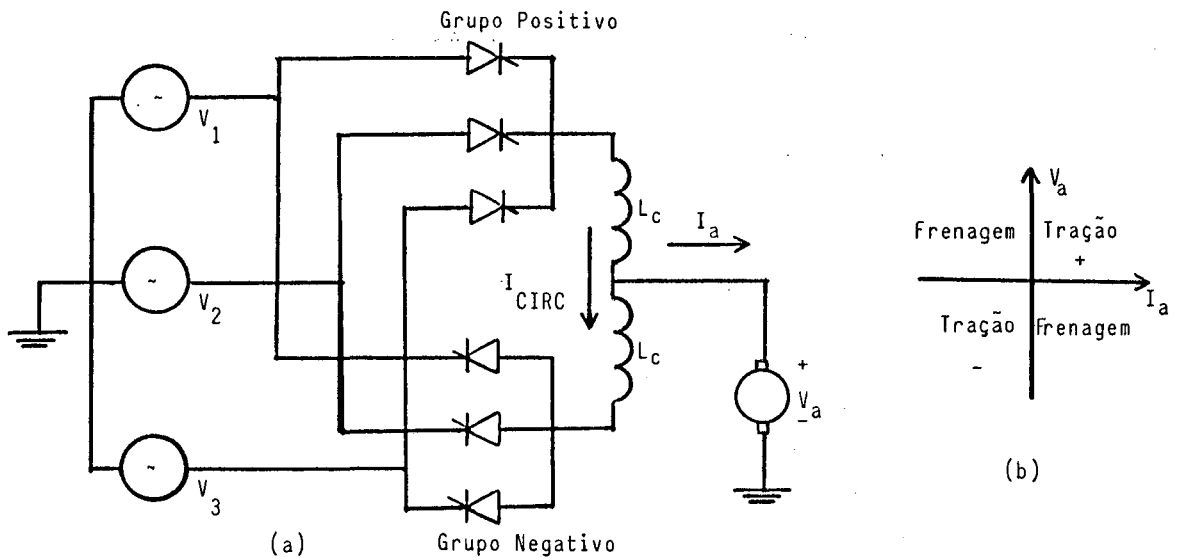 Grupo Positivo
~
V1
~
V2
~
V3
Lc
Ia
ICIRC
Lc
+
Va
-
(a)
Grupo Negativo
Va
Frenagem Tração
+
Ia
Tração Frenagem
-
(b)